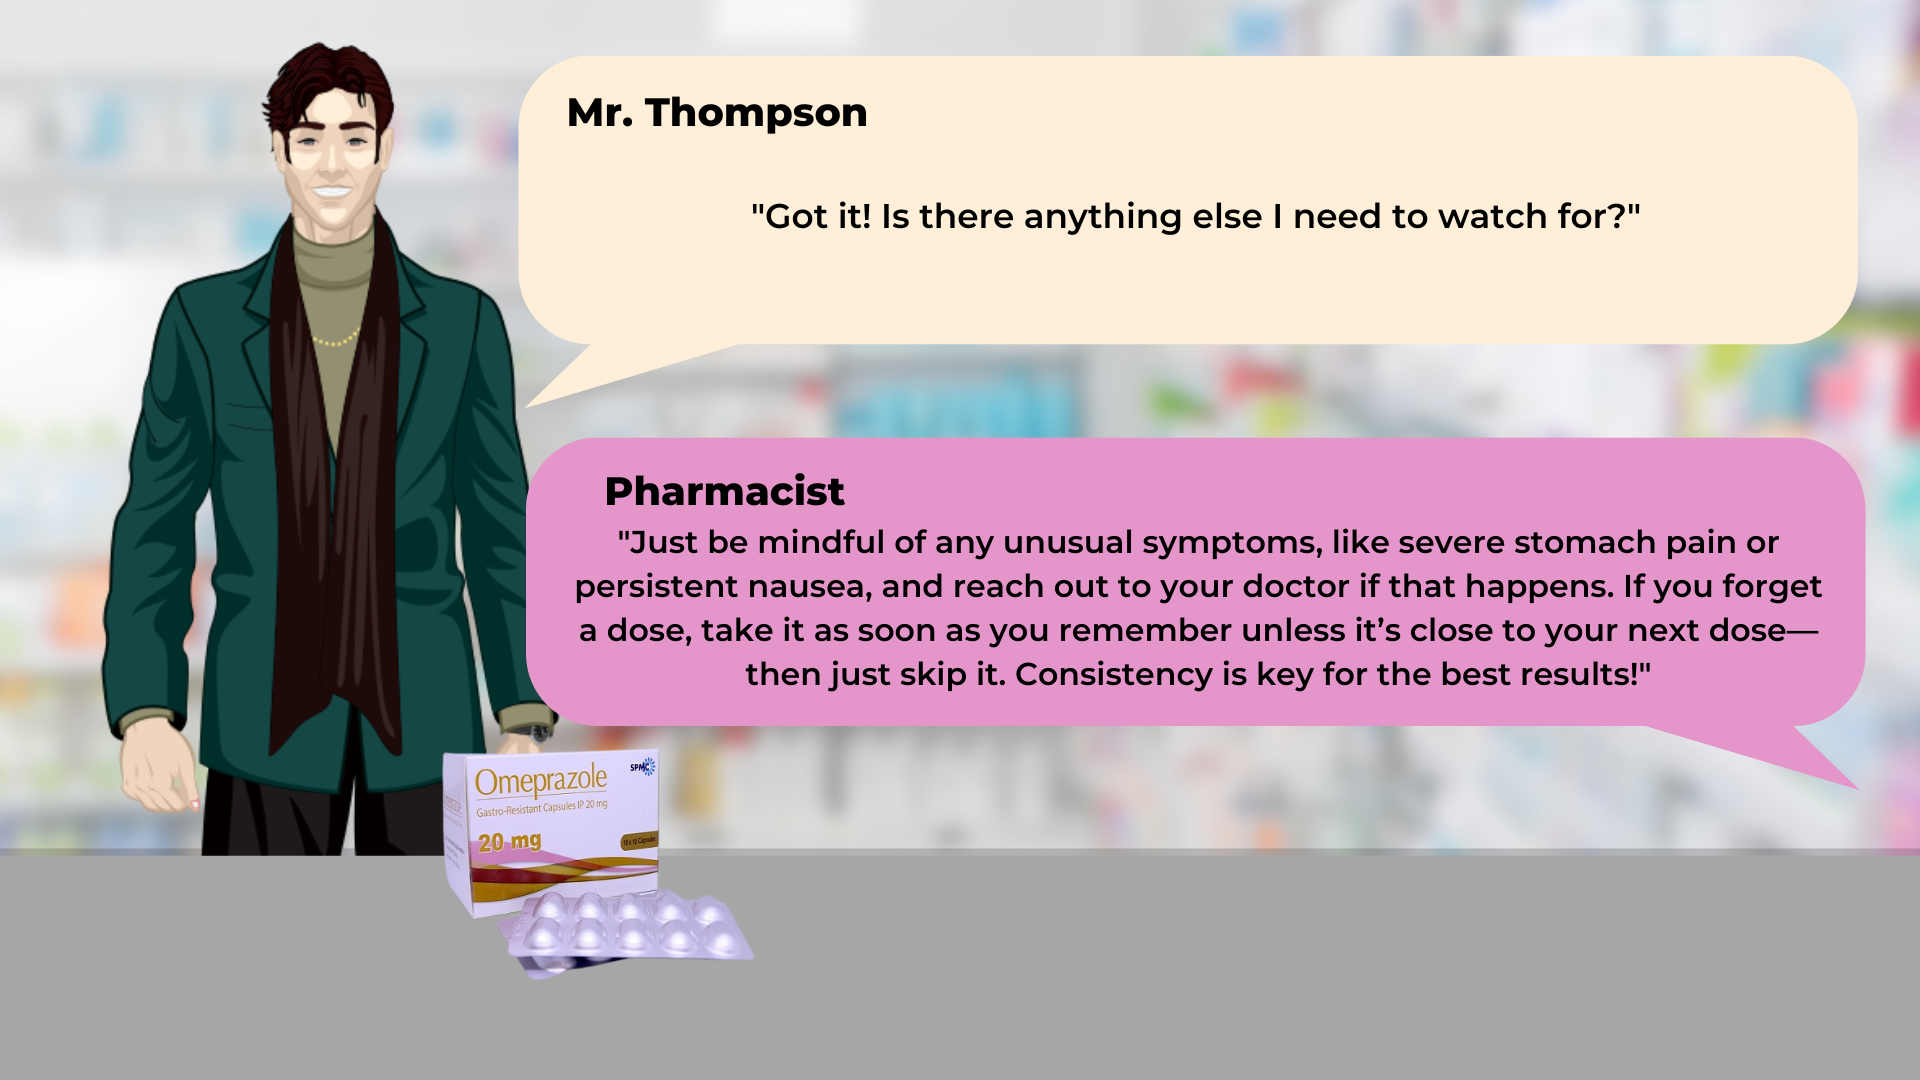 Mr. Thompson
"Got it! Is there anything else I need to watch for?"
Pharmacist
"Just be mindful of any unusual symptoms, like severe stomach pain or
persistent nausea, and reach out to your doctor if that happens. If you forget
a dose, take it as soon as you remember unless it’s close to your next dose—
then just skip it. Consistency is key for the best results!"
Omeprazole
SPMC
Gastro-Resistant Capsules IP 20 mg
20 mg
10 x 10 Capsules